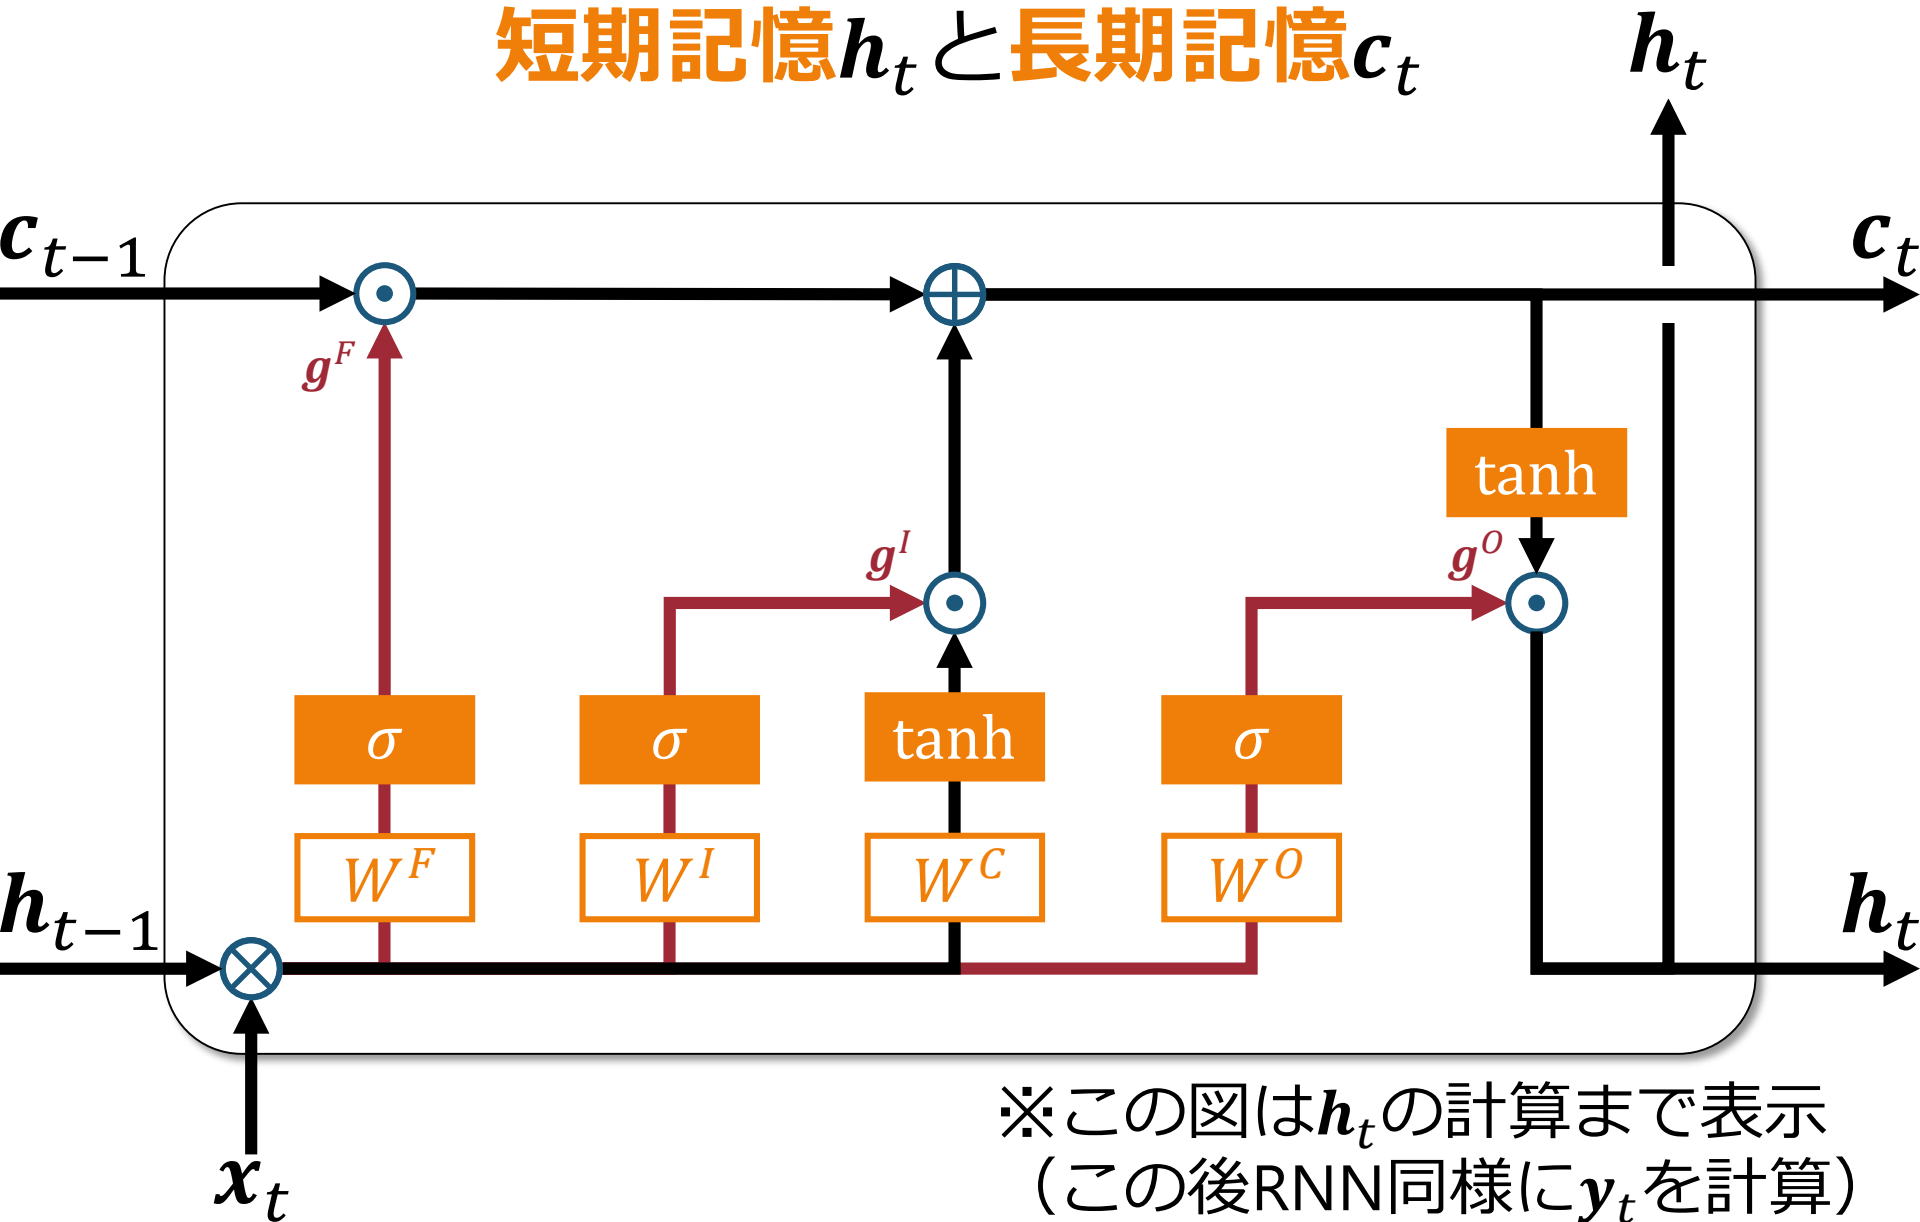 短期記憶h_tと長期記憶c_t
h_t
c_{t-1}
c_t
g^F
tanh
g^I
g^O
σ
σ
tanh
σ
W^F
W^I
W^C
W^O
h_{t-1}
h_t
x_t
※この図はh_tの計算まで表示
（この後RNN同様にy_tを計算）